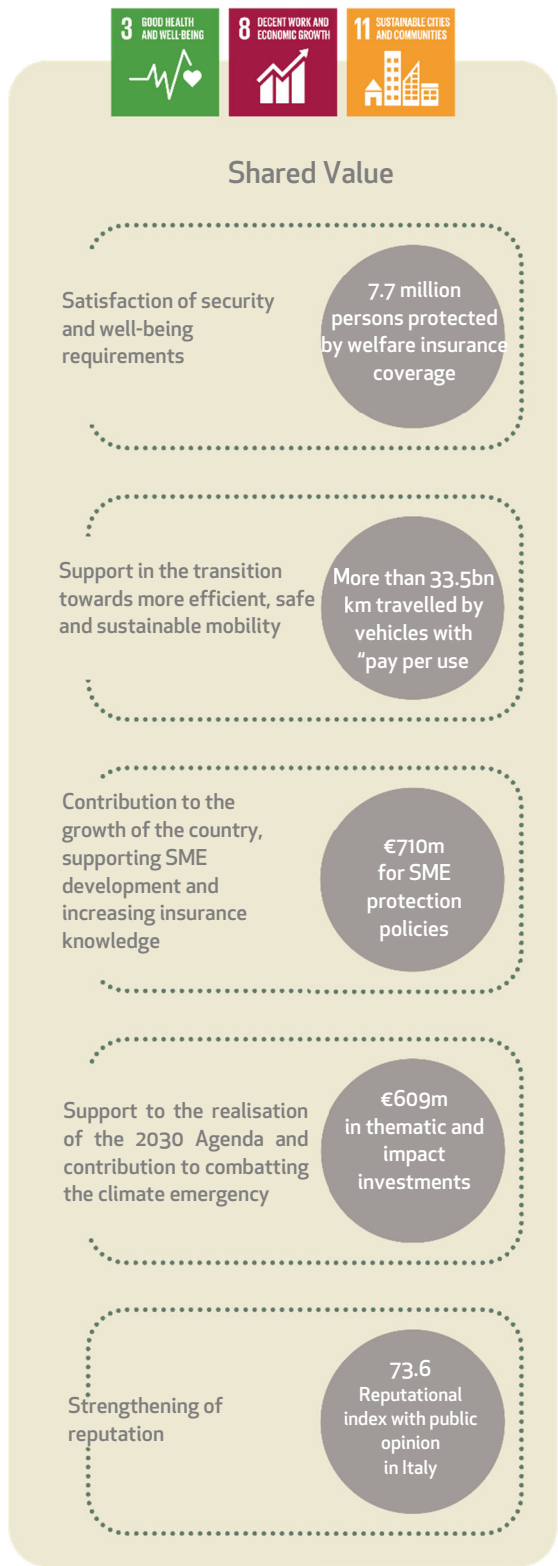 3 GOOD HEALTH
AND WELL-BEING
8 DECENT WORK AND
ECONOMIC GROWTH
11 SUSTAINABLE CITIES
AND COMMUNITIES
Shared Value
Satisfaction of security
and well-being
requirements
7.7 million
persons protected
by welfare insurance
coverage
Support in the transition
towards more efficient, safe
and sustainable mobility
More than 33.5bn
km travelled by
vehicles with
“pay per use
Contribution to the
growth of the country,
supporting SME
development and
increasing insurance
knowledge
€710m
for SME
protection
policies
Support to the realisation
of the 2030 Agenda and
contribution to combatting
the climate emergency
€609m
in thematic and
impact
investments
Strengthening of
reputation
73.6
Reputational
index with public
opinion
in Italy